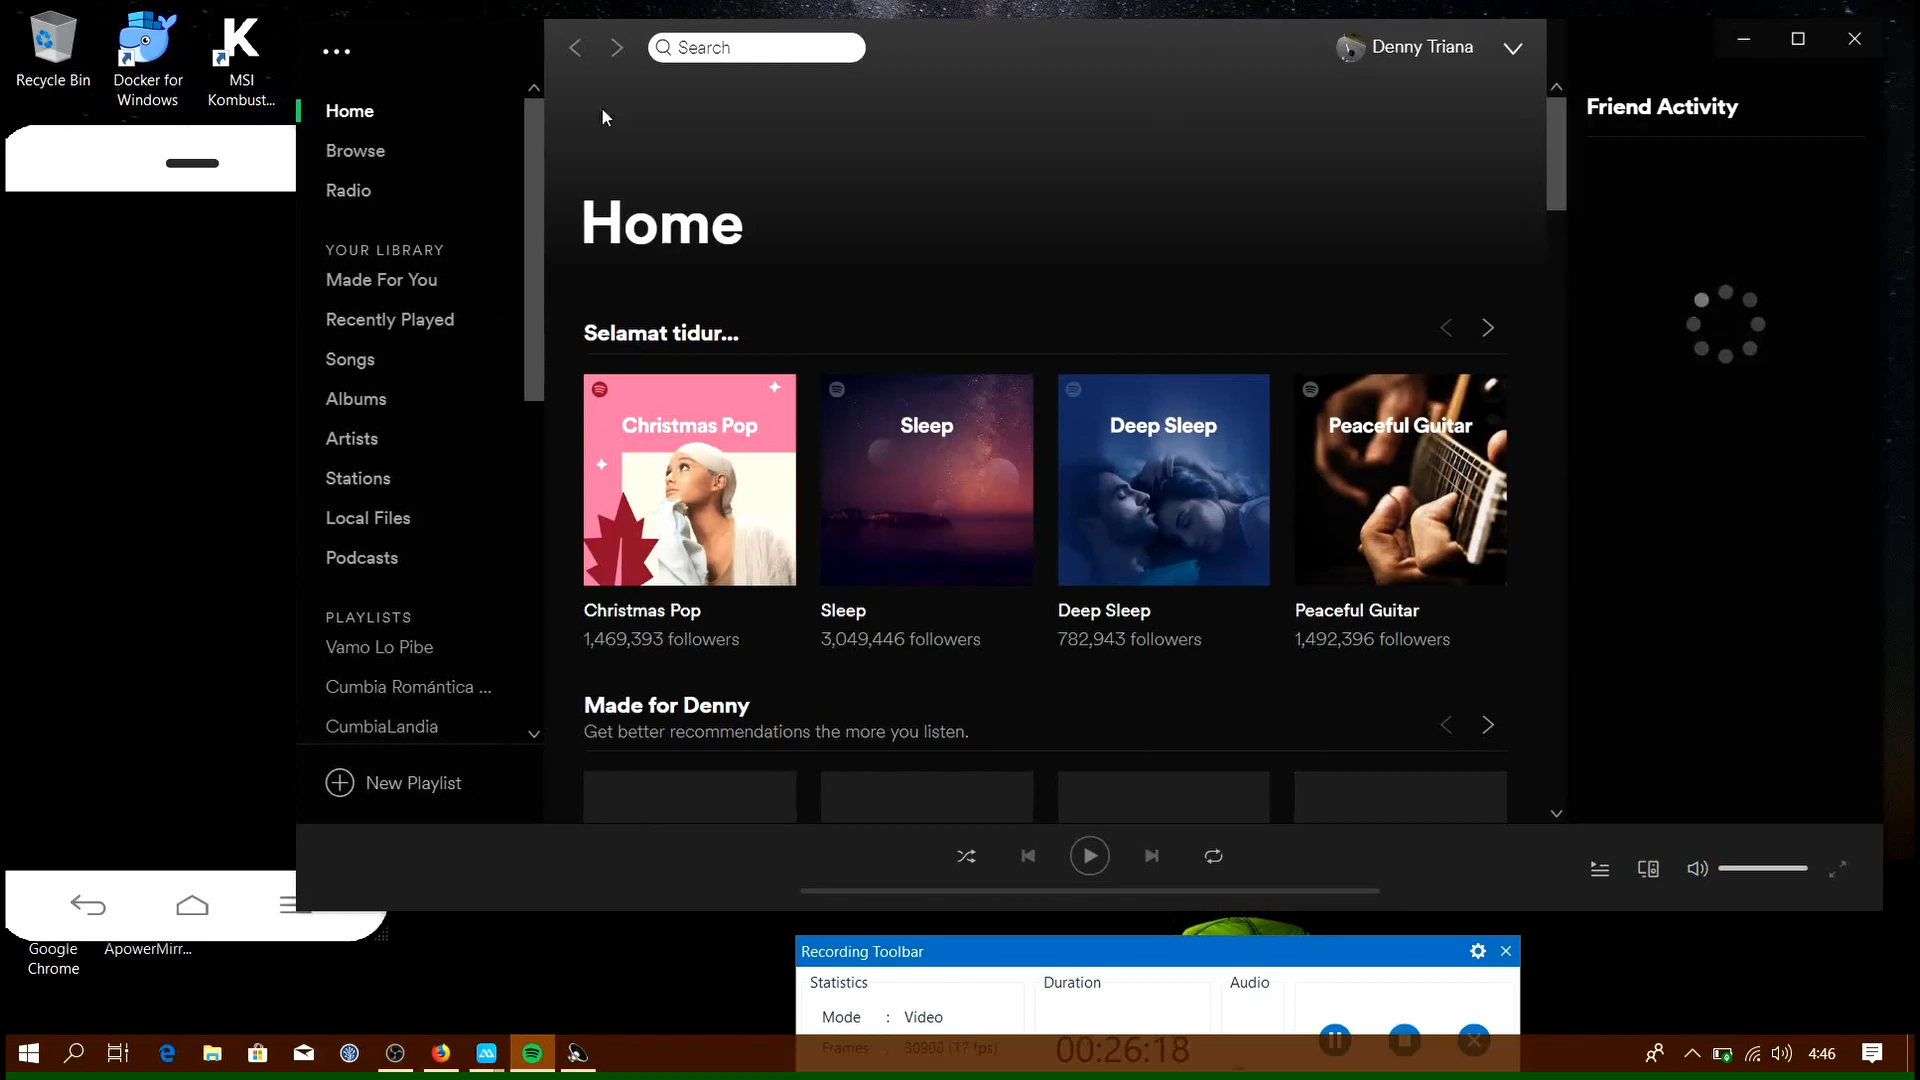 Recycle Bin
Docker for
Windows
MSI
Kombust...
Google
Chrome
ApowerMirr...
Search
Denny Triana
Home
Browse
Radio
YOUR LIBRARY
Made For You
Recently Played
Songs
Albums
Artists
Stations
Local Files
Podcasts
PLAYLISTS
Vamo Lo Pibe
Cumbia Romántica ...
CumbiaLandia
New Playlist
Home
Selamat tidur...
Christmas Pop
Sleep
Deep Sleep
Peaceful Guitar
Christmas Pop
1,469,393 followers
Sleep
3,049,446 followers
Deep Sleep
782,943 followers
Peaceful Guitar
1,492,396 followers
Made for Denny
Get better recommendations the more you listen.
Friend Activity
Recording Toolbar
Statistics
Duration
Audio
Mode : Video
Frames :
00:26:18
4:46